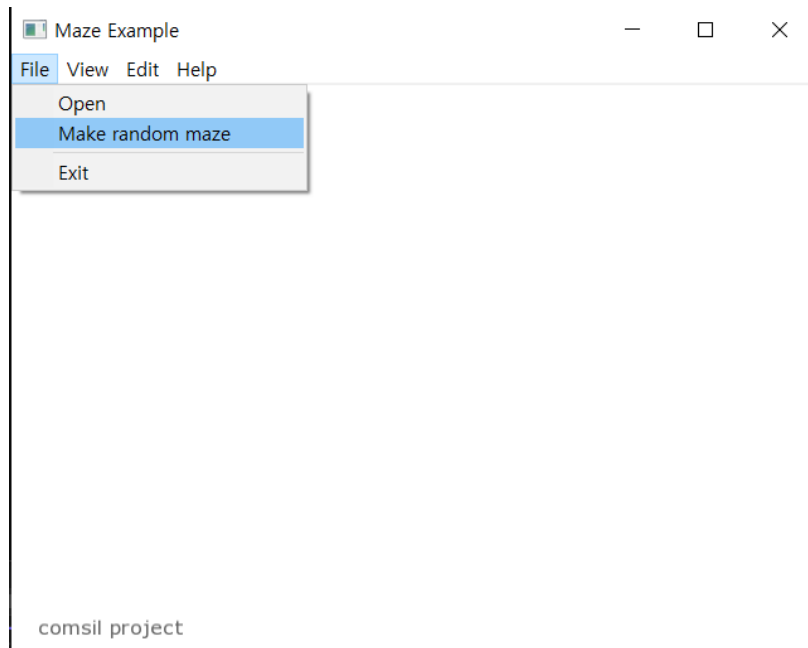 Maze Example
File View Edit Help
Open
Make random maze
Exit
comsil project